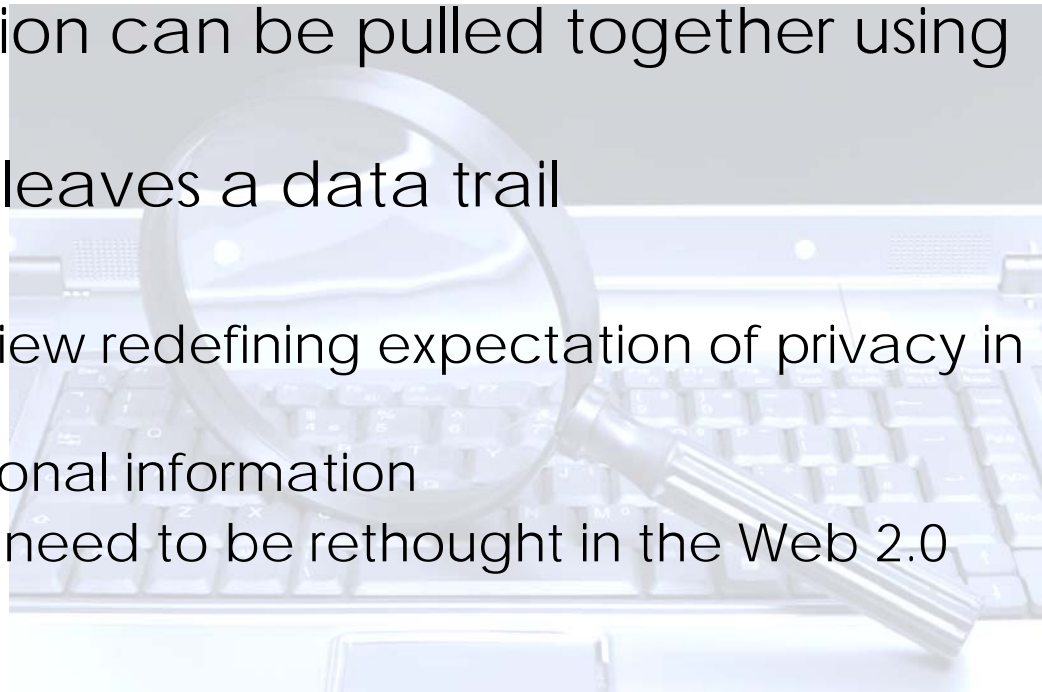 ion can be pulled together using
leaves a data trail
iew redefining expectation of privacy in
onal information
need to be rethought in the Web 2.0